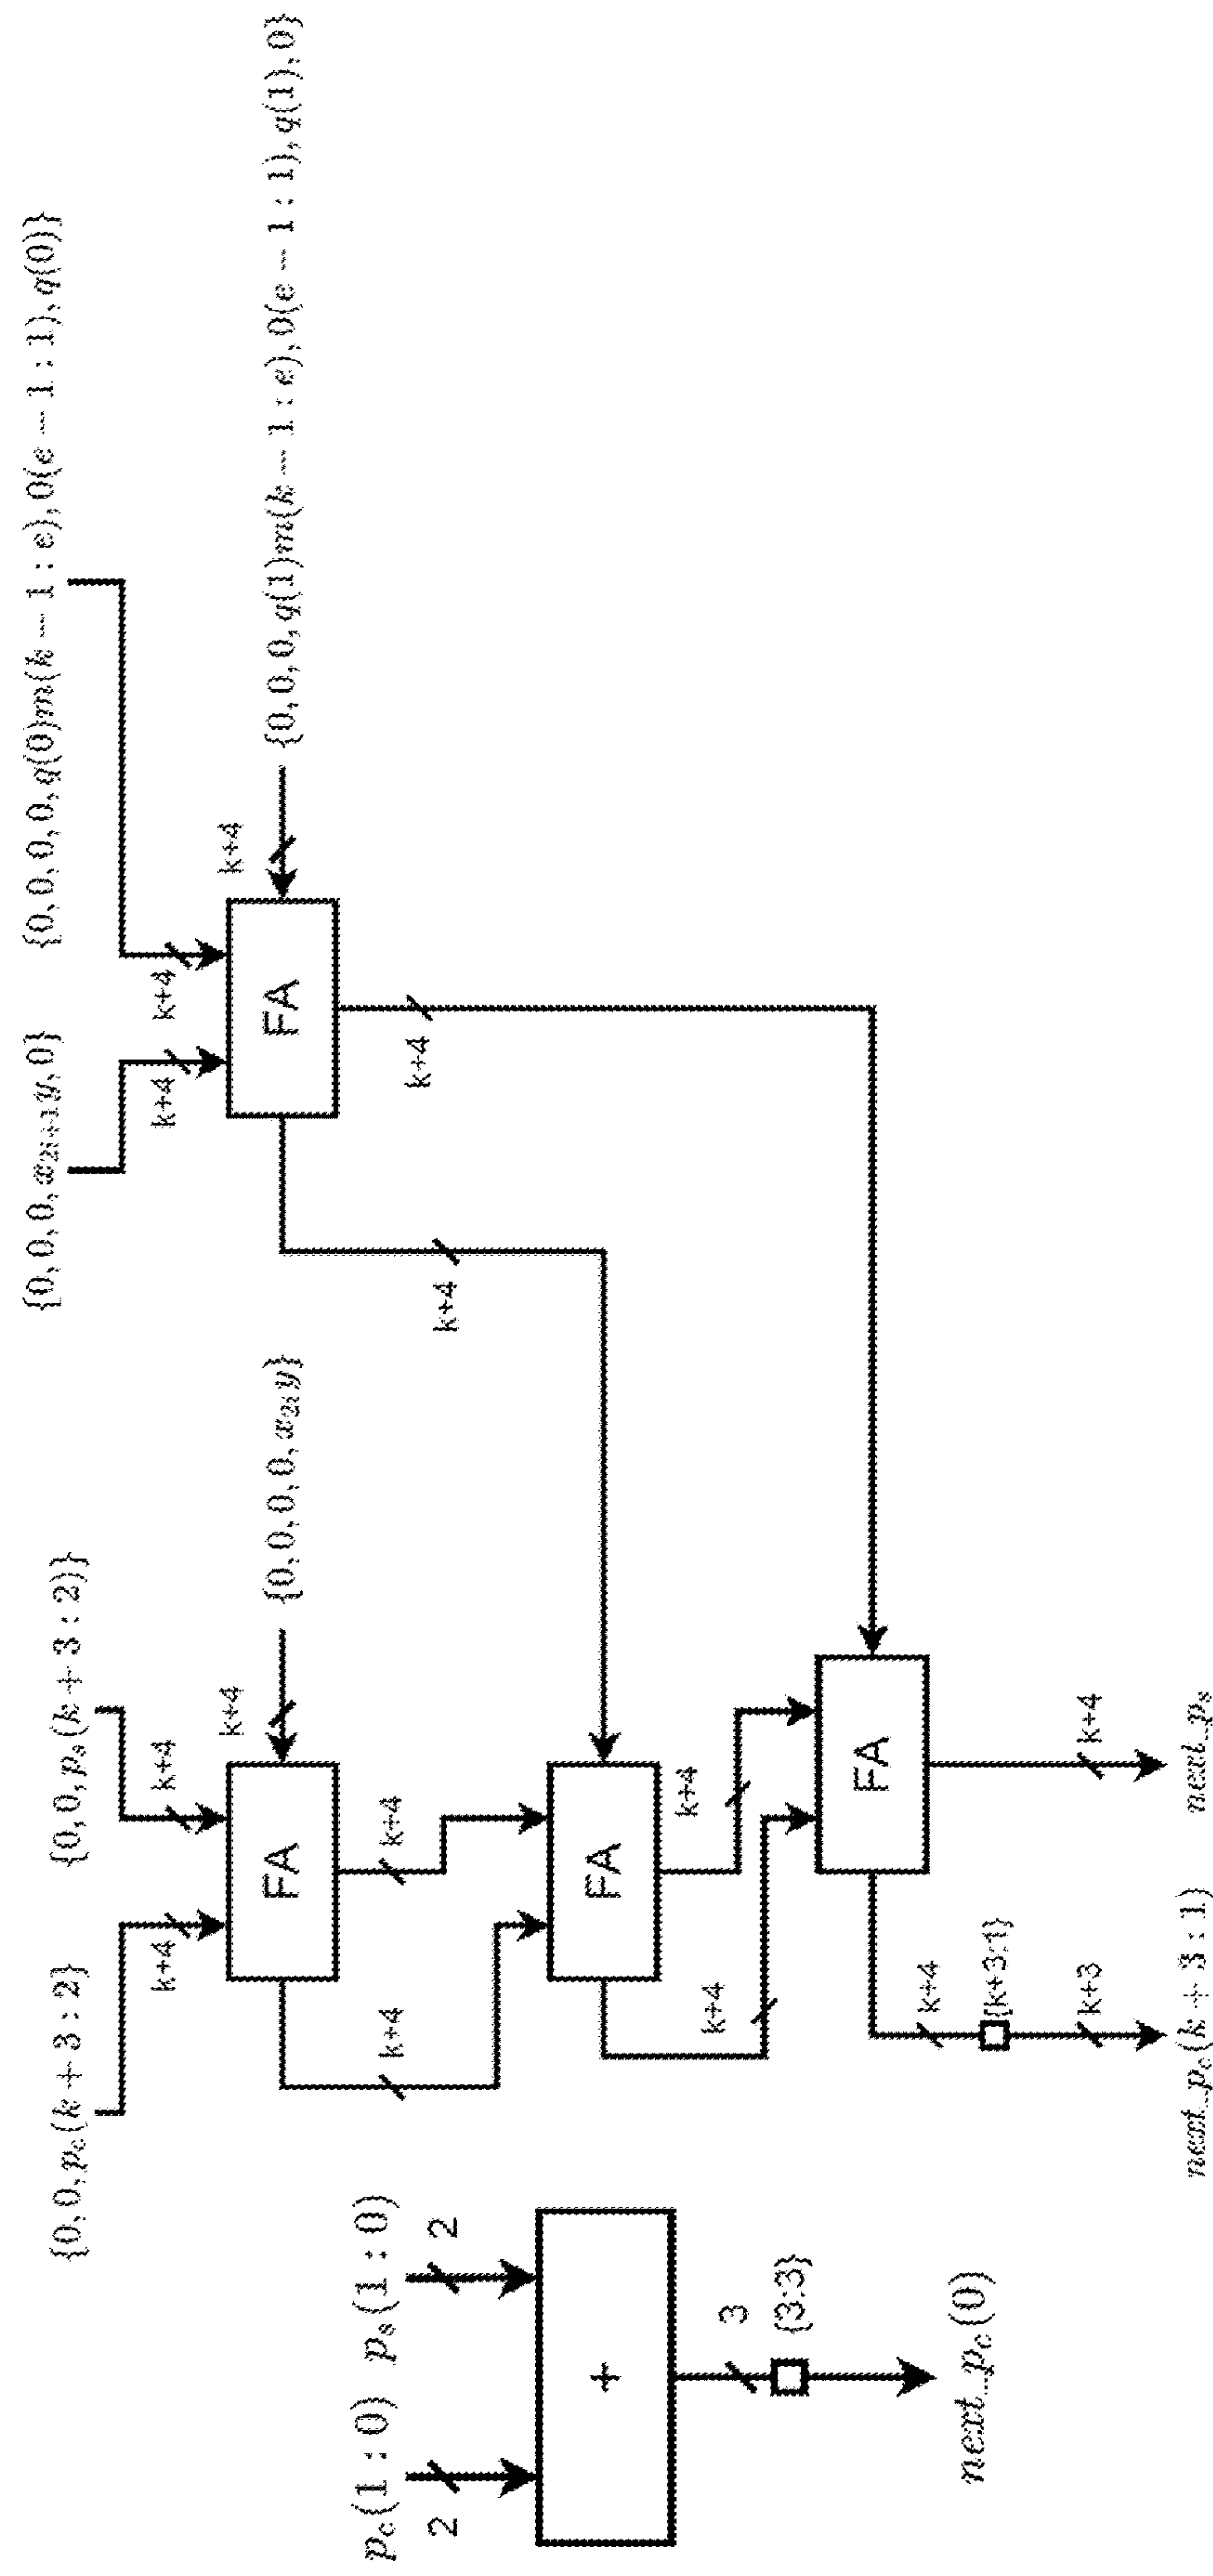 {0, 0, p_c(k + 3 : 2}
{0, 0, p_s(k + 3 : 2)}
{0, 0, 0, x_{2i+1}y, 0}
{0, 0, 0, 0, q(0)m(k − 1 : e), 0(e − 1 : 1), q(0)}
k+4
k+4
k+4
k+4
k+4
{0, 0, 0, 0, x_{2i}y}
k+4
{0, 0, 0, q(1)m(k − 1 : e), 0(e − 1 : 1), q(1), 0}
FA
FA
p_c(1 : 0) p_s(1 : 0)
2
2
k+4
k+4
k+4
k+4
+
FA
3
{3:3}
k+4
k+4
FA
next_p_c(0)
k+4
{k+3:1}
k+3
k+4
next_p_c(k + 3 : 1)
next_p_s